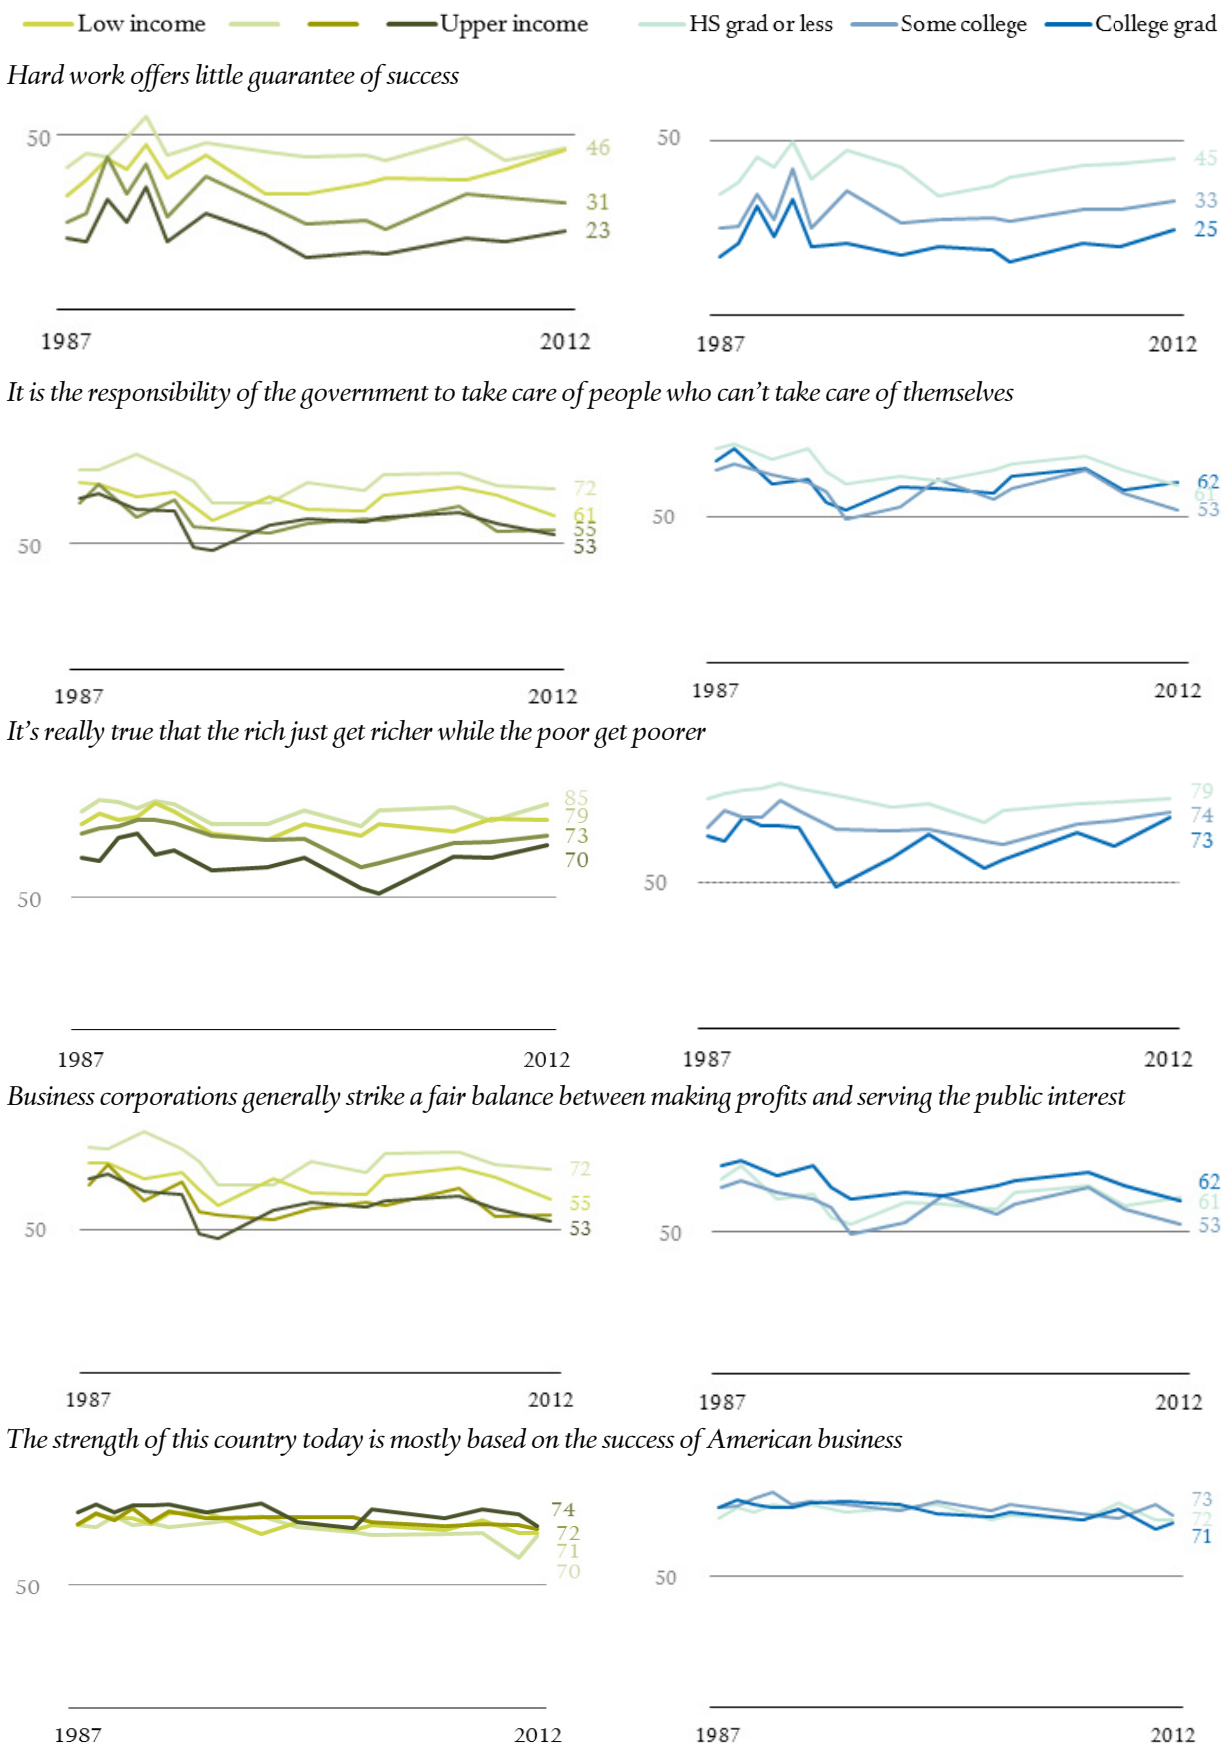 Low income Upper income HS grad or less Some college College grad
Hard work offers little guarantee of success
50 46 50 45
31 33
23 25
1987 2012 1987 2012
It is the responsibility of the government to take care of people who can't take care of themselves
72 62
61 61
55 50 53
50 53
1987 2012 1987 2012
It's really true that the rich just get richer while the poor get poorer
85 79
79 74
73 73
70
50 50
1987 2012 1987 2012
Business corporations generally strike a fair balance between making profits and serving the public interest
72 62
55 61
50 53 50 53
1987 2012 1987 2012
The strength of this country today is mostly based on the success of American business
74 73
72 72
71 71
70
50 50
1987 2012 1987 2012